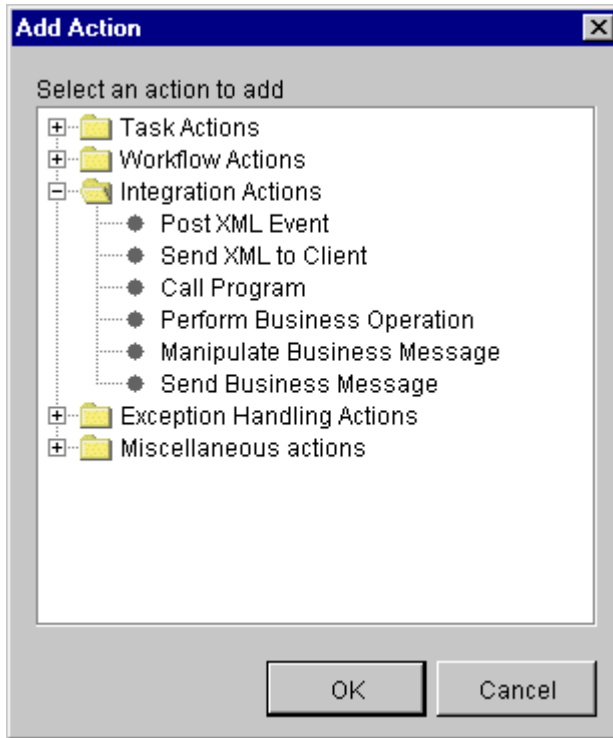 Add Action
Select an action to add
Task Actions
Workflow Actions
Integration Actions
Post XML Event
Send XML to Client
Call Program
Perform Business Operation
Manipulate Business Message
Send Business Message
Exception Handling Actions
Miscellaneous actions
OK Cancel